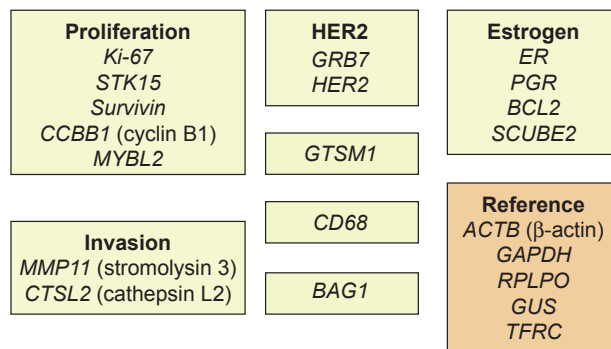 Proliferation
Ki-67
STK15
Survivin
CCBB1 (cyclin B1)
MYBL2
Invasion
MMP11 (stromolysin 3)
CTSL2 (cathepsin L2)
HER2
GRB7
HER2
GTSM1
CD68
BAG1
Estrogen
ER
PGR
BCL2
SCUBE2
Reference
ACTB (β-actin)
GAPDH
RPLPO
GUS
TFRC